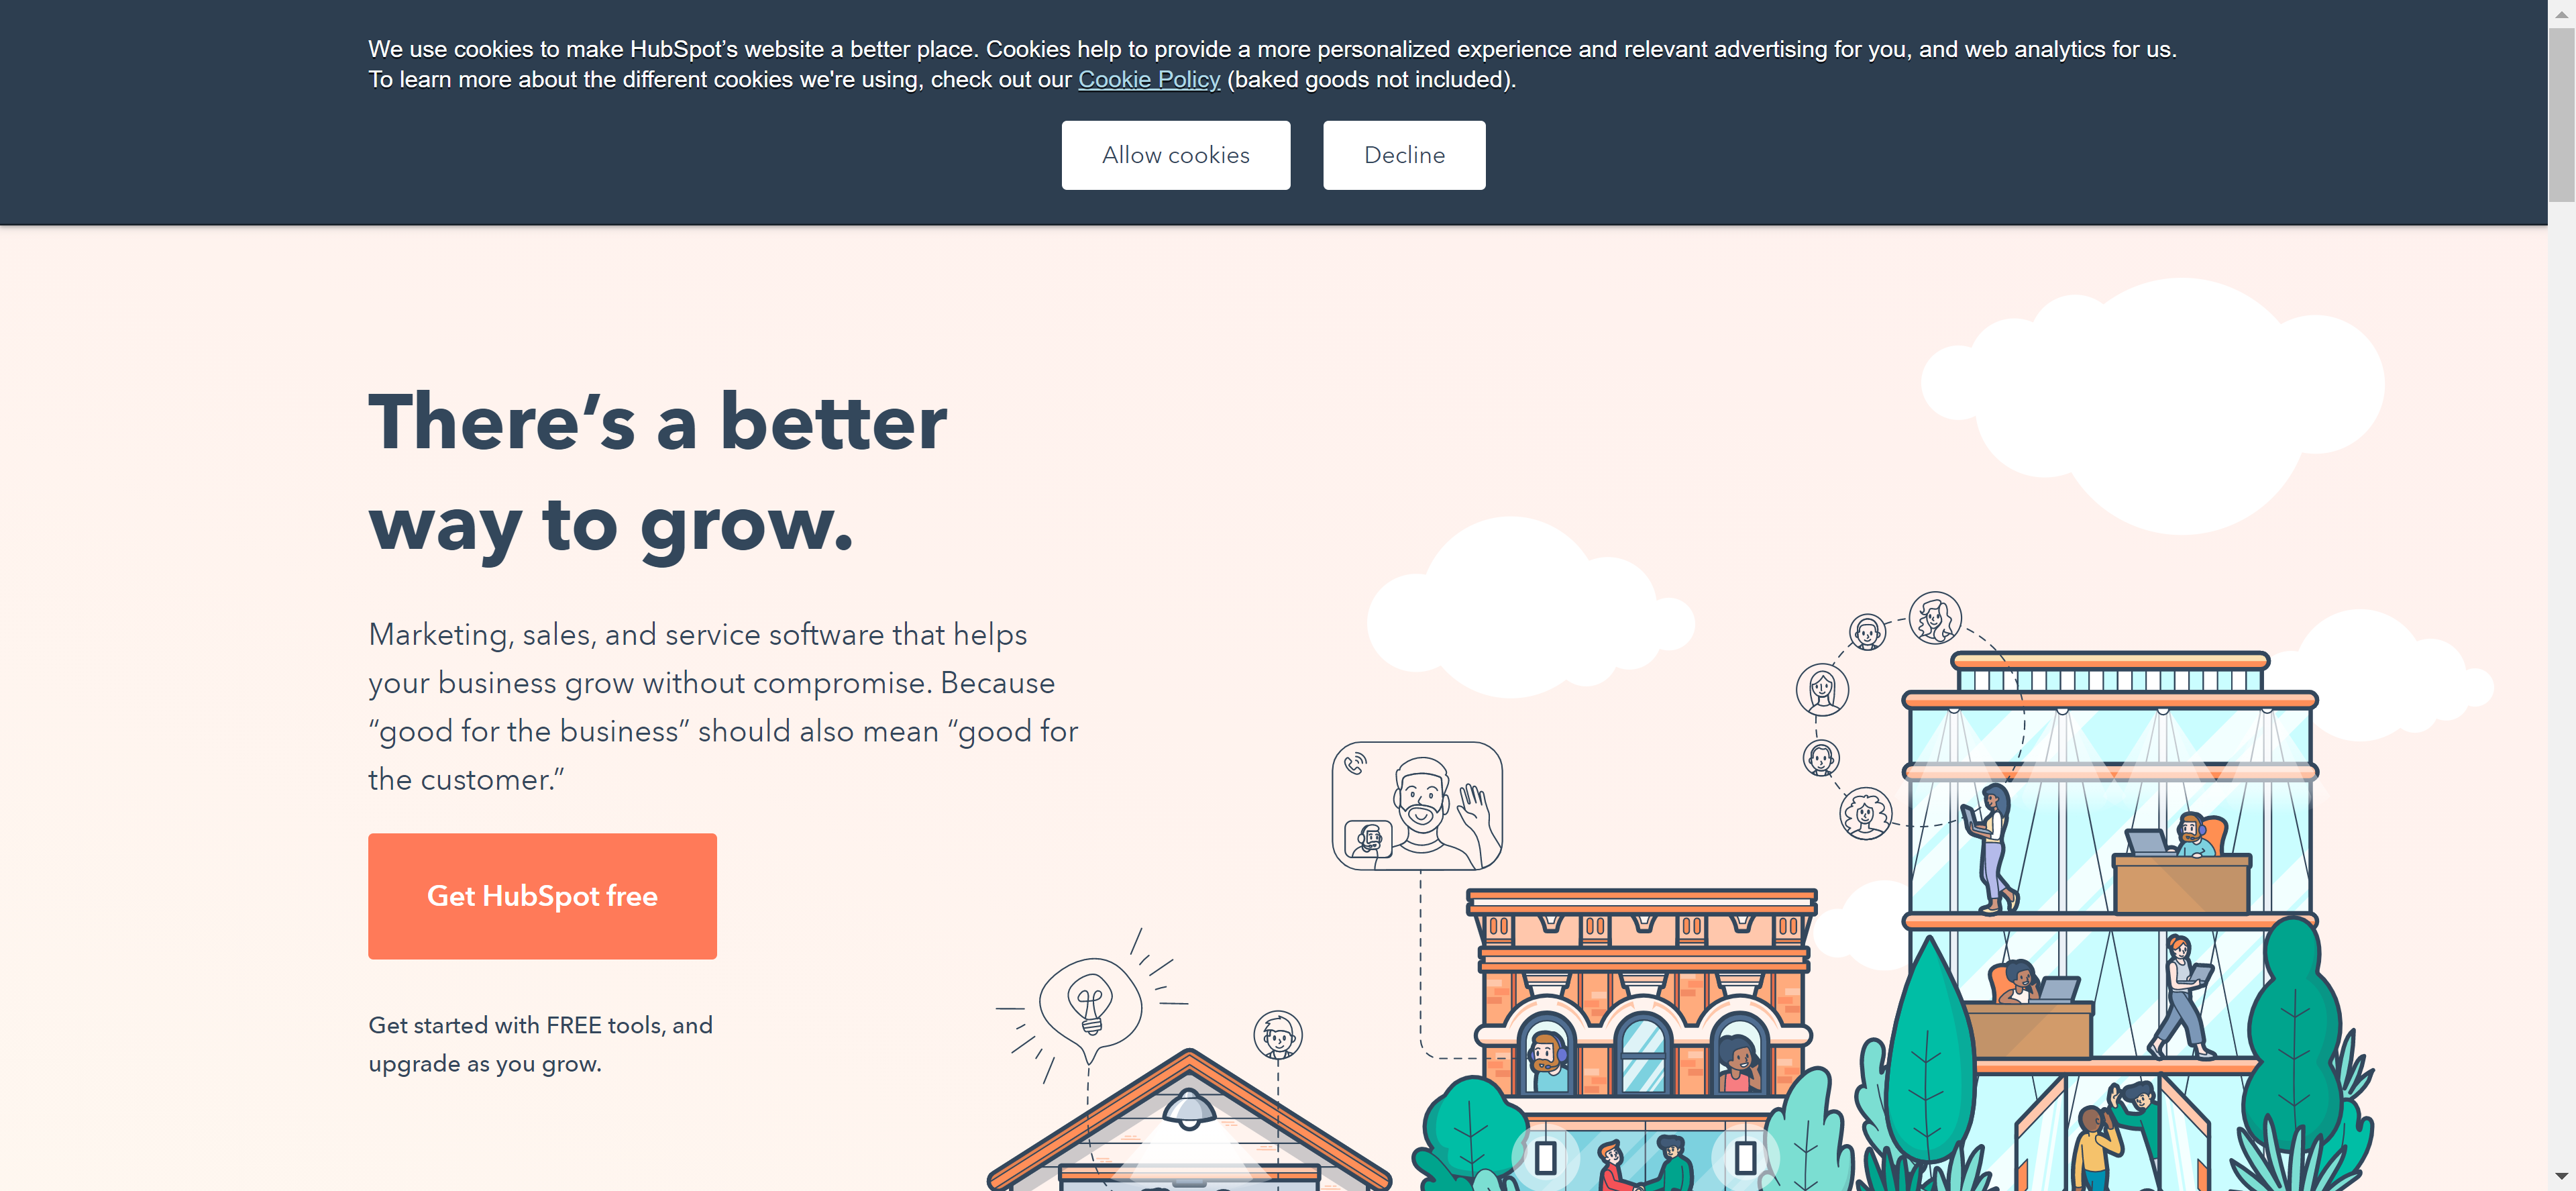 We use cookies to make HubSpot’s website a better place. Cookies help to provide a more personalized experience and relevant advertising for you, and web analytics for us.
To learn more about the different cookies we're using, check out our Cookie Policy (baked goods not included).
Allow cookies
Decline
There’s a better
way to grow.
Marketing, sales, and service software that helps
your business grow without compromise. Because
“good for the business” should also mean “good for
the customer.”
Get HubSpot free
Get started with FREE tools, and
upgrade as you grow.